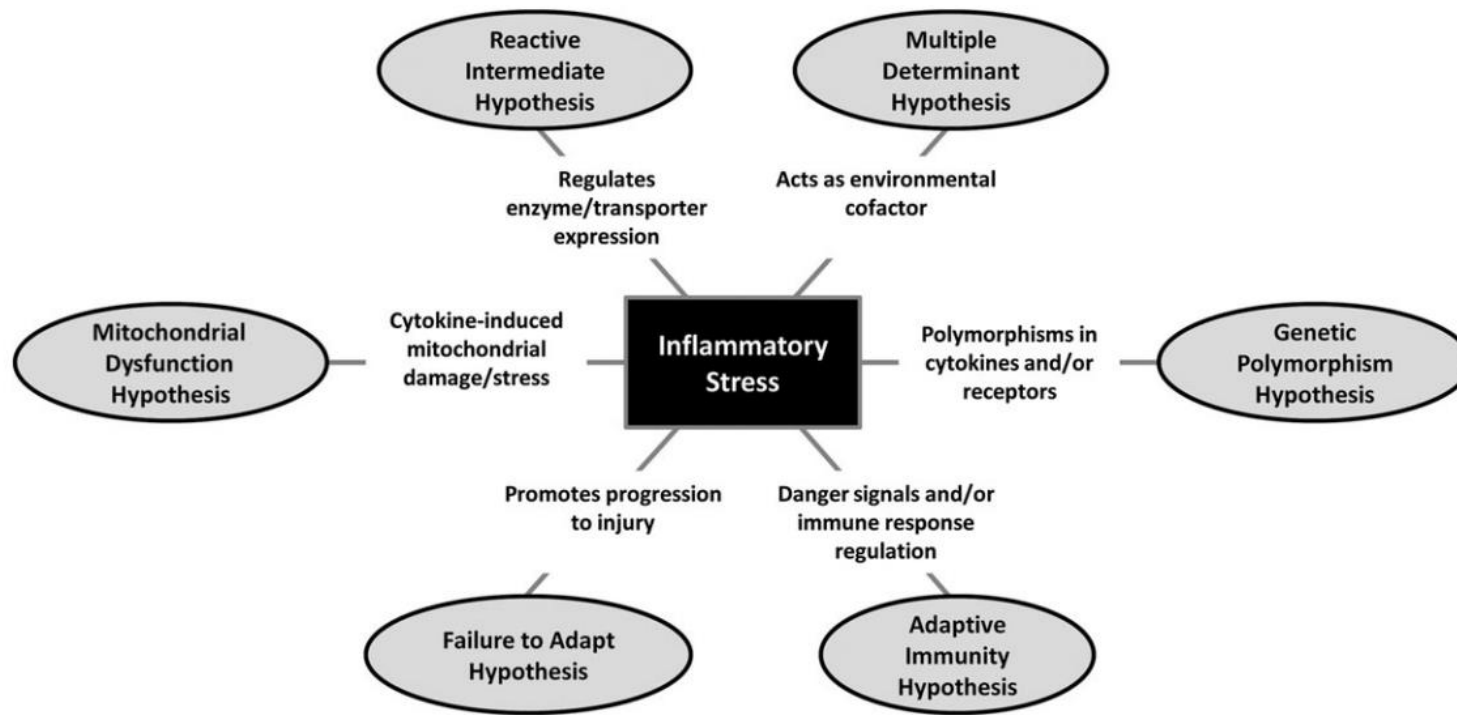 Reactive
Intermediate
Hypothesis
Multiple
Determinant
Hypothesis
Regulates
enzyme/transporter
expression
Acts as environmental
cofactor
Mitochondrial
Dysfunction
Hypothesis
Cytokine-induced
mitochondrial
damage/stress
Inflammatory
Stress
Polymorphisms in
cytokines and/or
receptors
Genetic
Polymorphism
Hypothesis
Promotes progression
to injury
Danger signals and/or
immune response
regulation
Failure to Adapt
Hypothesis
Adaptive
Immunity
Hypothesis